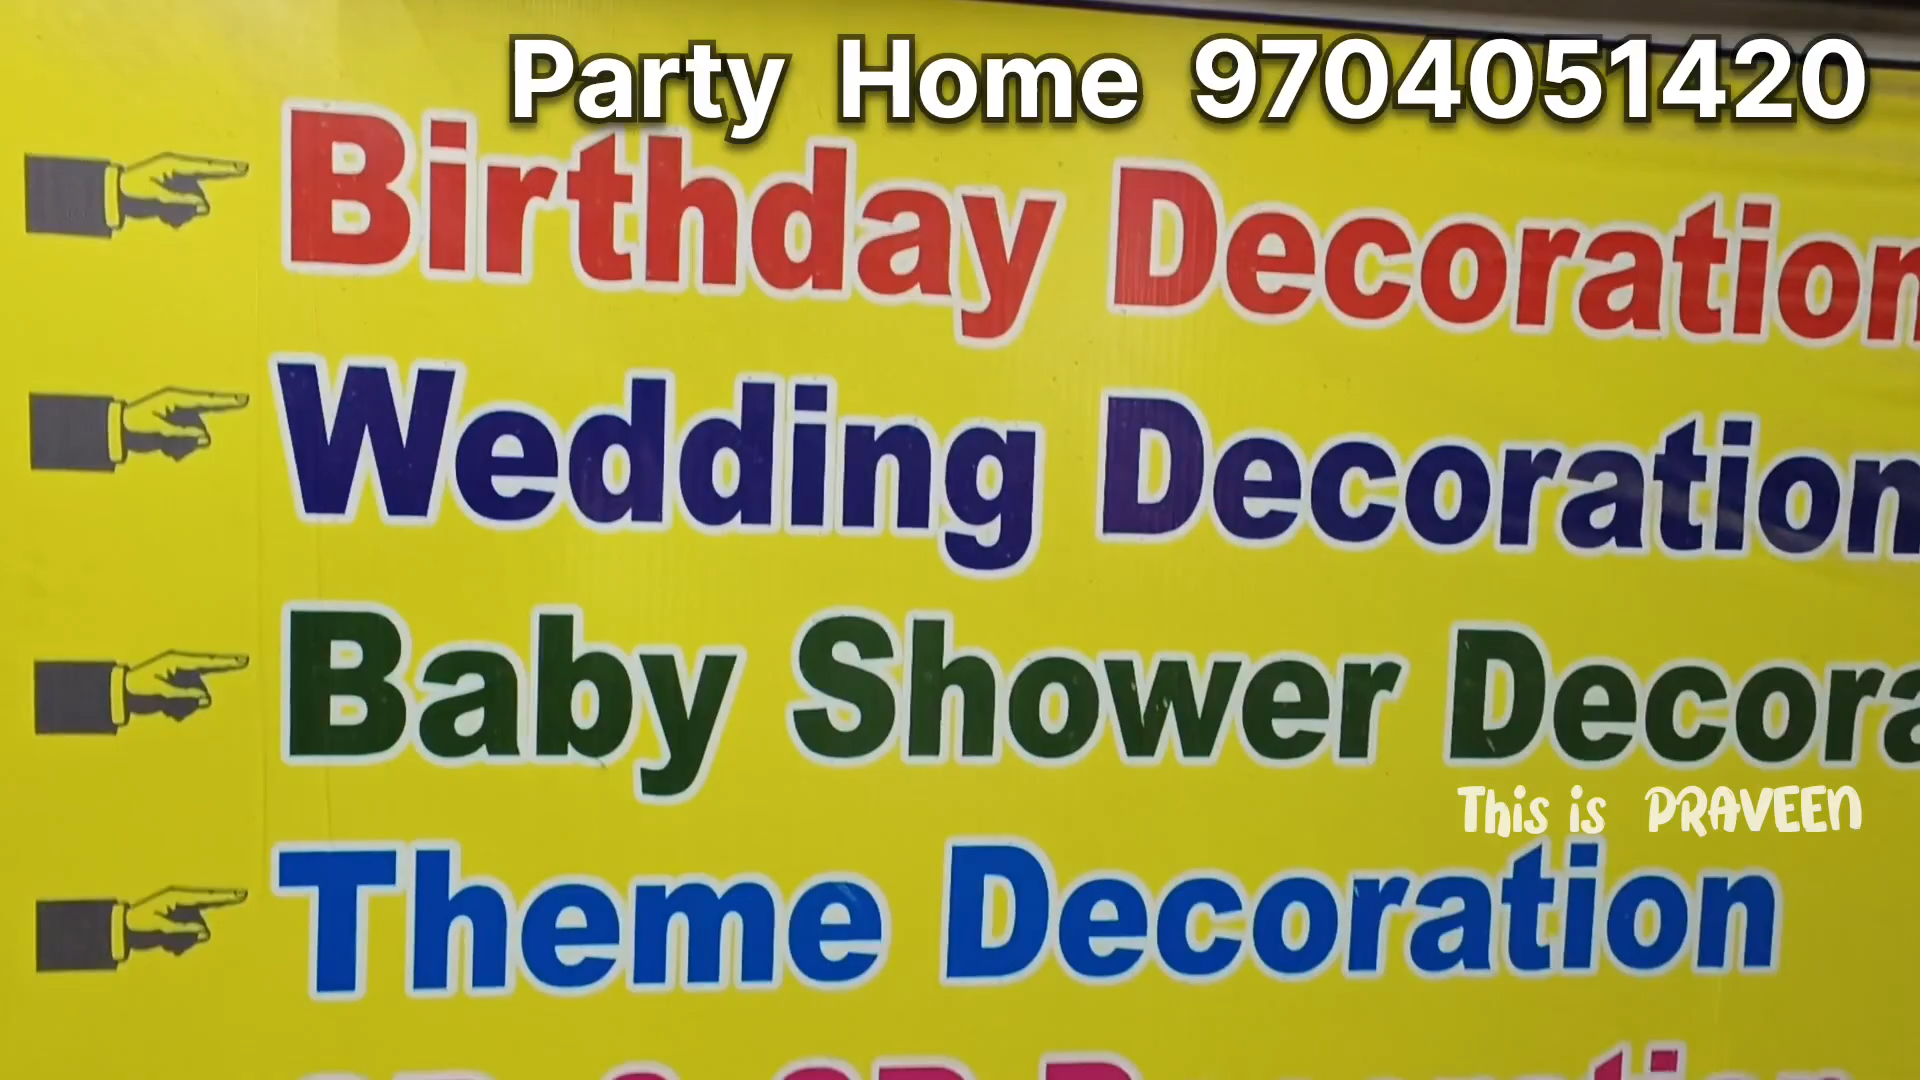 Party Home 9704051420
Birthday Decoration
Wedding Decoration
Baby Shower Decora
This is PRAVEEN
Theme Decoration